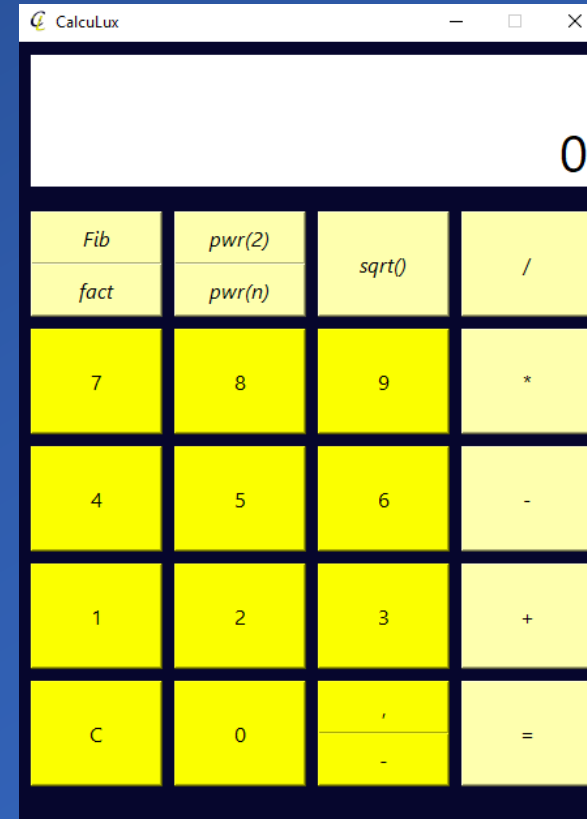 CalcuLux
0
Fib pwr(2) sqrt() /
fact pwr(n)
7 8 9 *
4 5 6 -
1 2 3 +
C 0 , =
-